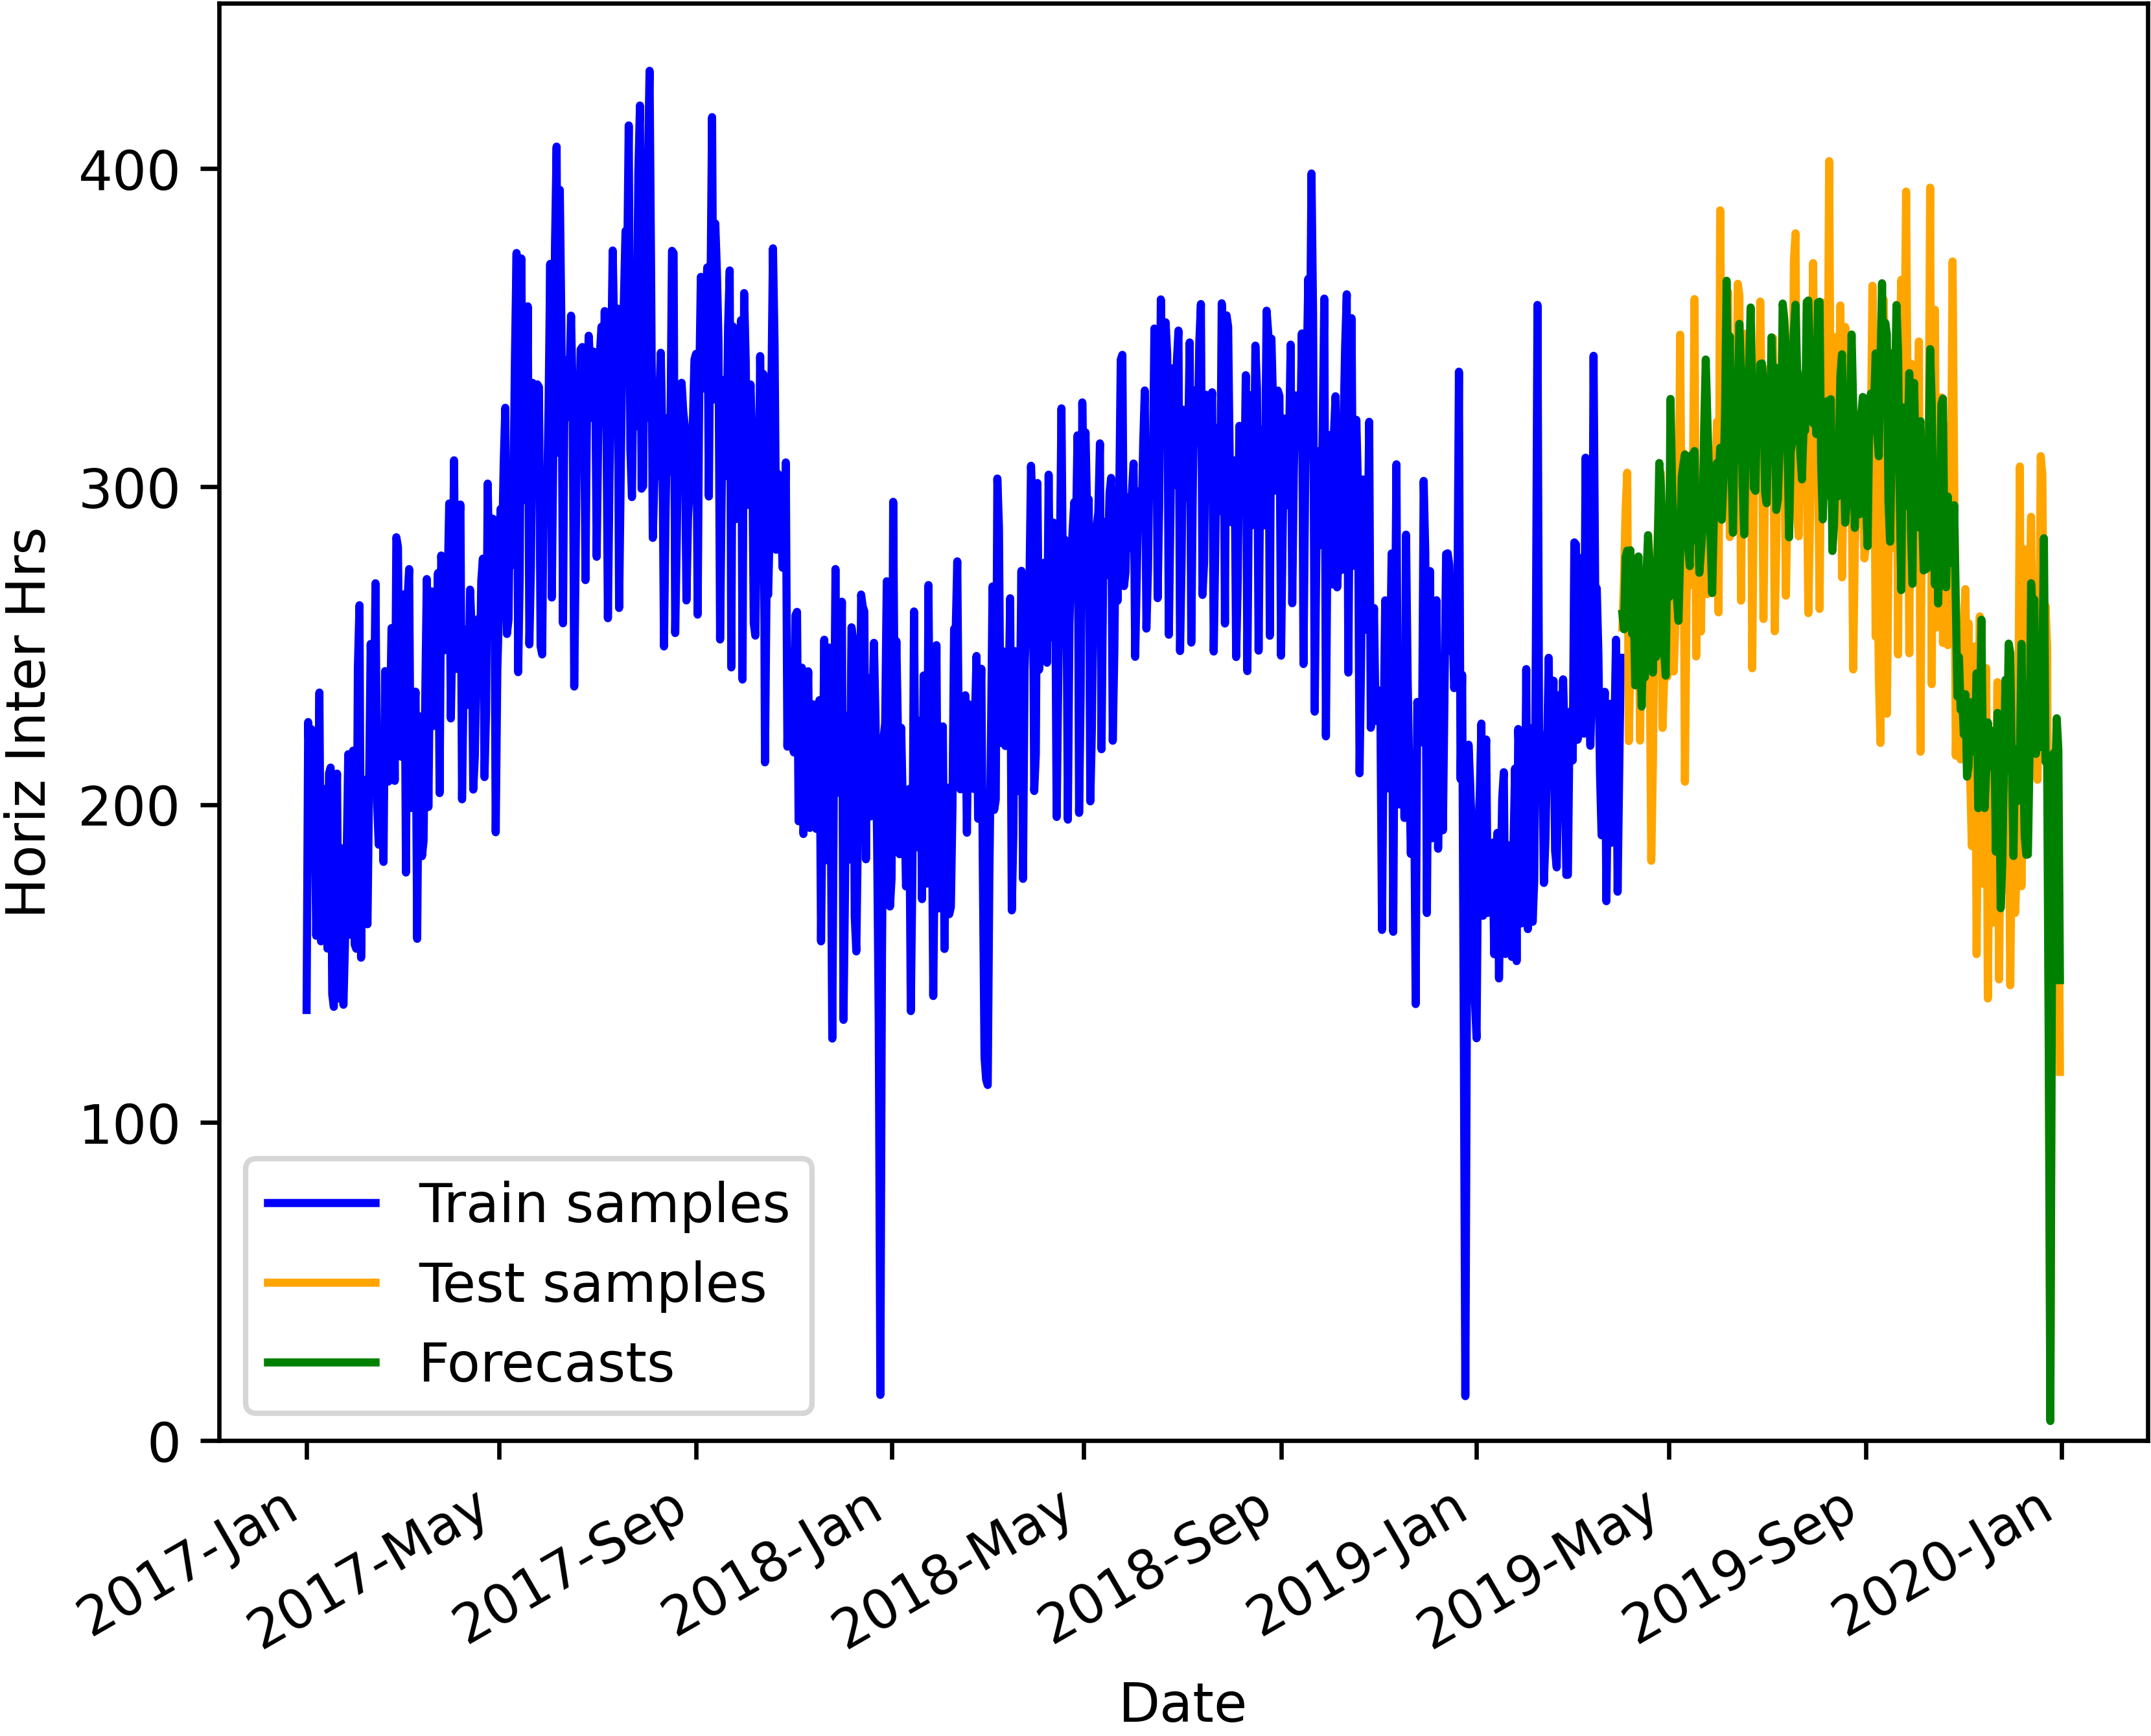 Horiz Inter Hrs
400
300
200
100
0
Train samples
Test samples
Forecasts
2017-Jan
2017-May
2017-Sep
2018-Jan
2018-May
2018-Sep
2019-Jan
2019-May
2019-Sep
2020-Jan
Date